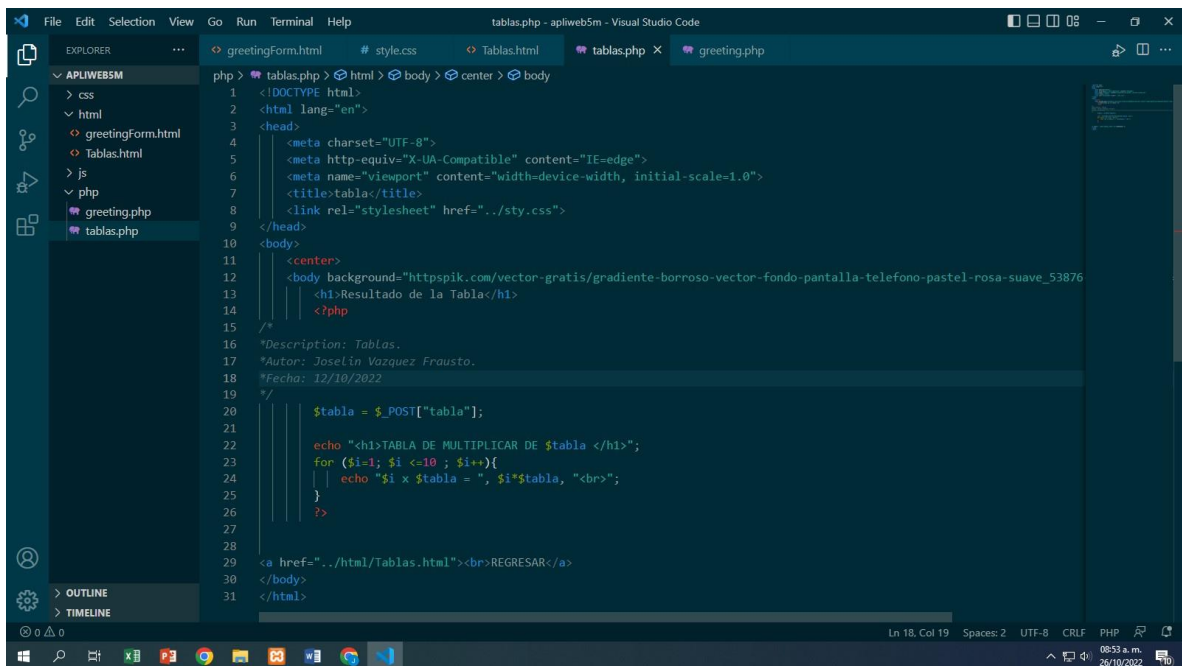 File Edit Selection View Go Run Terminal Help tablas.php - apliweb5m - Visual Studio Code
EXPLORER ...
greetingForm.html # style.css Tablas.html tablas.php × greeting.php ...
APLIWEB5M
> css
html
greetingForm.html
Tablas.html
> js
php
greeting.php
tablas.php
> OUTLINE
> TIMELINE
php > tablas.php > html > body > center > body
1 <!DOCTYPE html>
2 <html lang="en">
3 <head>
4 <meta charset="UTF-8">
5 <meta http-equiv="X-UA-Compatible" content="IE=edge">
6 <meta name="viewport" content="width=device-width, initial-scale=1.0">
7 <title>tabla</title>
8 <link rel="stylesheet" href="../sty.css">
9 </head>
10 <body>
11 <center>
12 <body background="httpspik.com/vector-gratis/gradiente-borroso-vector-fondo-pantalla-telefono-pastel-rosa-suave_53876
13 <h1>Resultado de la Tabla</h1>
14 <?php
15 /*
16 *Description: Tablas.
17 *Autor: Joselin Vazquez Frausto.
18 *Fecha: 12/10/2022
19 */
20 $tabla = $_POST["tabla"];
21
22 echo "<h1>TABLA DE MULTIPLICAR DE $tabla </h1>";
23 for ($i=1; $i <=10 ; $i++){
24 echo "$i x $tabla = ", $i*$tabla, "<br>";
25 }
26 ?>
27
28
29 <a href="../html/Tablas.html"><br>REGRESAR</a>
30 </body>
31 </html>
0 0 Ln 18, Col 19 Spaces: 2 UTF-8 CRLF PHP
08:53 a. m.
26/10/2022